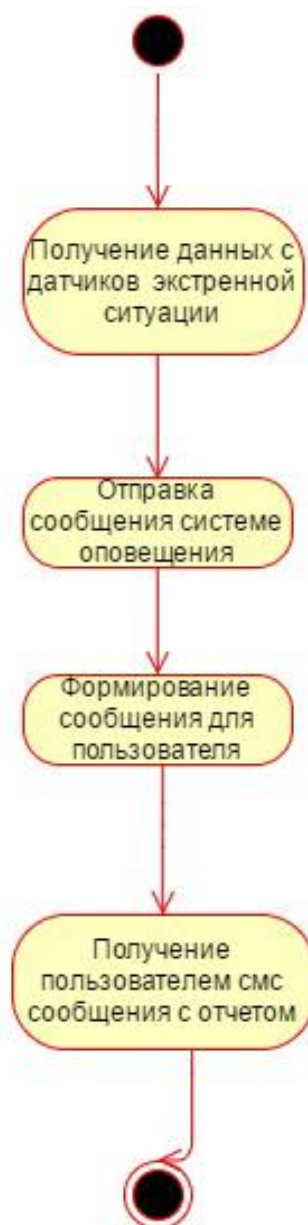 Получение данных с
датчиков экстренной
ситуации
Отправка
сообщения системе
оповещения
Формирование
сообщения для
пользователя
Получение
пользователем смс
сообщения с отчетом